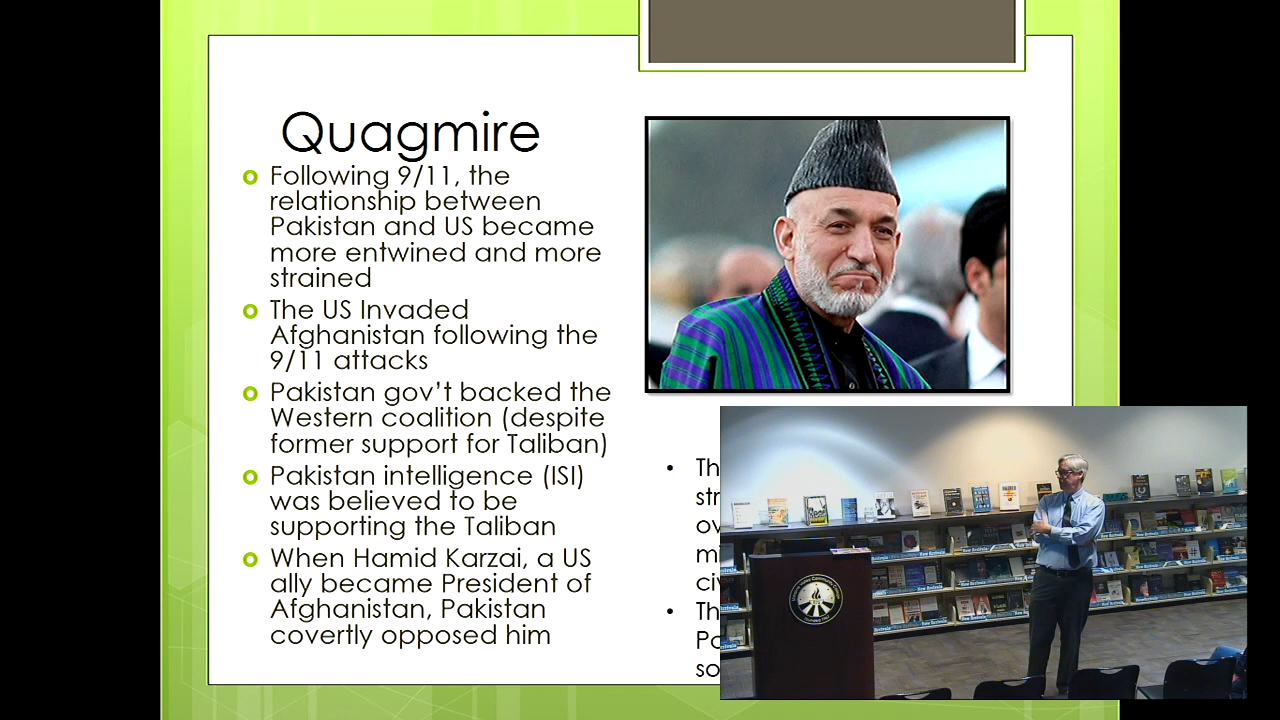 Quagmire
Following 9/11, the
relationship between
Pakistan and US became
more entwined and more
strained
The US Invaded
Afghanistan following the
9/11 attacks
Pakistan gov't backed the
Western coalition (despite
former support for Taliban)
Pakistan intelligence (ISI)
was believed to be
supporting the Taliban
When Hamid Karzai, a US
ally became President of
Afghanistan, Pakistan
covertly opposed him